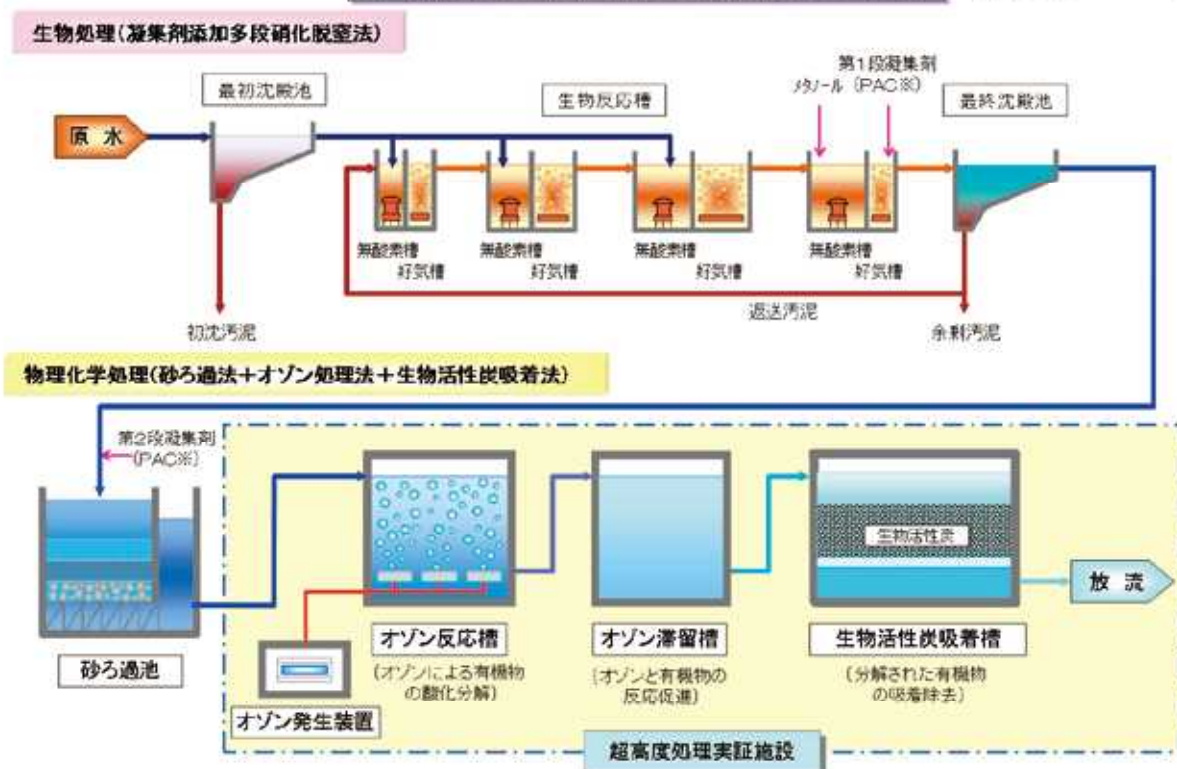 生物処理(凝集剤添加多段硝化脱窒法)
最初沈殿池
生物反応槽
第1段凝集剤
メタノール (PAC※)
最終沈殿池
原水
無酸素槽
好気槽
無酸素槽
好気槽
無酸素槽
好気槽
無酸素槽
好気槽
返送汚泥
初沈汚泥
余剰汚泥
物理化学処理(砂ろ過法+オゾン処理法+生物活性炭吸着法)
第2段凝集剤
(PAC※)
生物活性炭
放流
砂ろ過池
オゾン反応槽
(オゾンによる有機物
の酸化分解)
オゾン滞留槽
(オゾンと有機物の
反応促進)
生物活性炭吸着槽
(分解された有機物
の吸着除去)
オゾン発生装置
超高度処理実証施設